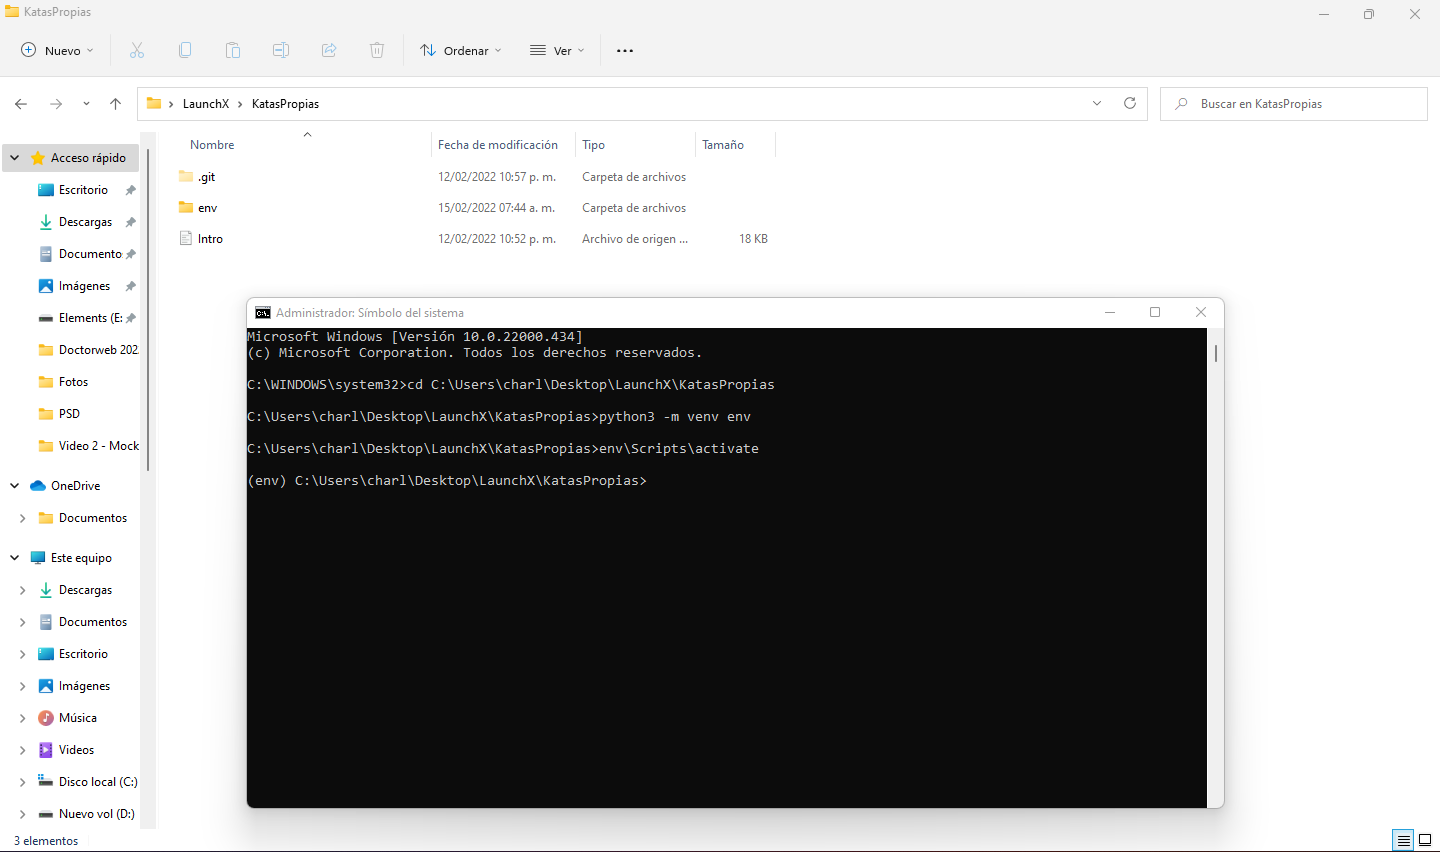 KatasPropias
Nuevo
Ordenar
Ver
LaunchX > KatasPropias
Buscar en KatasPropias
Nombre
Fecha de modificación
Tipo
Tamaño
.git
12/02/2022 10:57 p. m.
Carpeta de archivos
env
15/02/2022 07:44 a. m.
Carpeta de archivos
Intro
12/02/2022 10:52 p. m.
Archivo de origen ...
18 KB
Acceso rápido
Escritorio
Descargas
Documento
Imágenes
Elements (E:
Doctorweb 202
Fotos
PSD
Video 2 - Mock
OneDrive
Documentos
Este equipo
Descargas
Documentos
Escritorio
Imágenes
Música
Videos
Disco local (C:)
Nuevo vol (D:)
3 elementos
Administrador: Símbolo del sistema
Microsoft Windows [Versión 10.0.22000.434]
(c) Microsoft Corporation. Todos los derechos reservados.
C:\WINDOWS\system32>cd C:\Users\charl\Desktop\LaunchX\KatasPropias
C:\Users\charl\Desktop\LaunchX\KatasPropias>python3 -m venv env
C:\Users\charl\Desktop\LaunchX\KatasPropias>env\Scripts\activate
(env) C:\Users\charl\Desktop\LaunchX\KatasPropias>